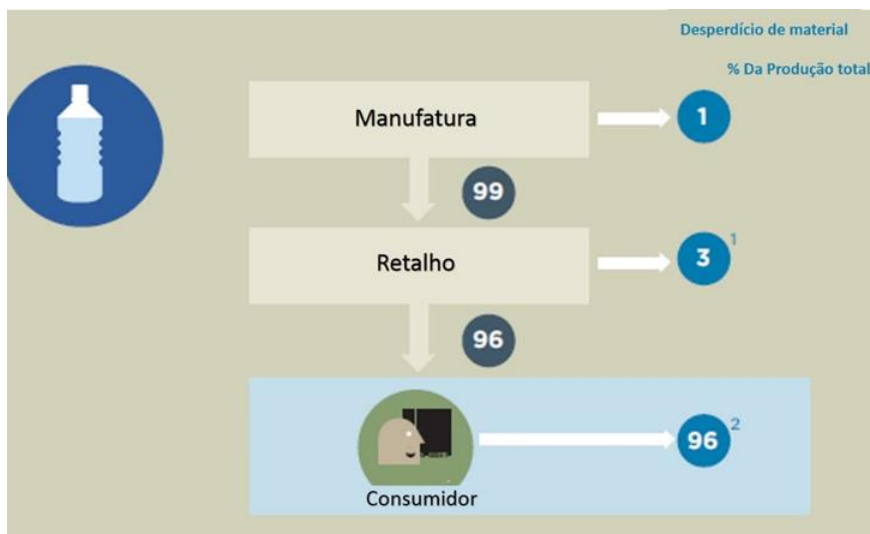 Desperdício de material
% Da Produção total
Manufatura
1
99
Retalho
3 1
96
96 2
Consumidor